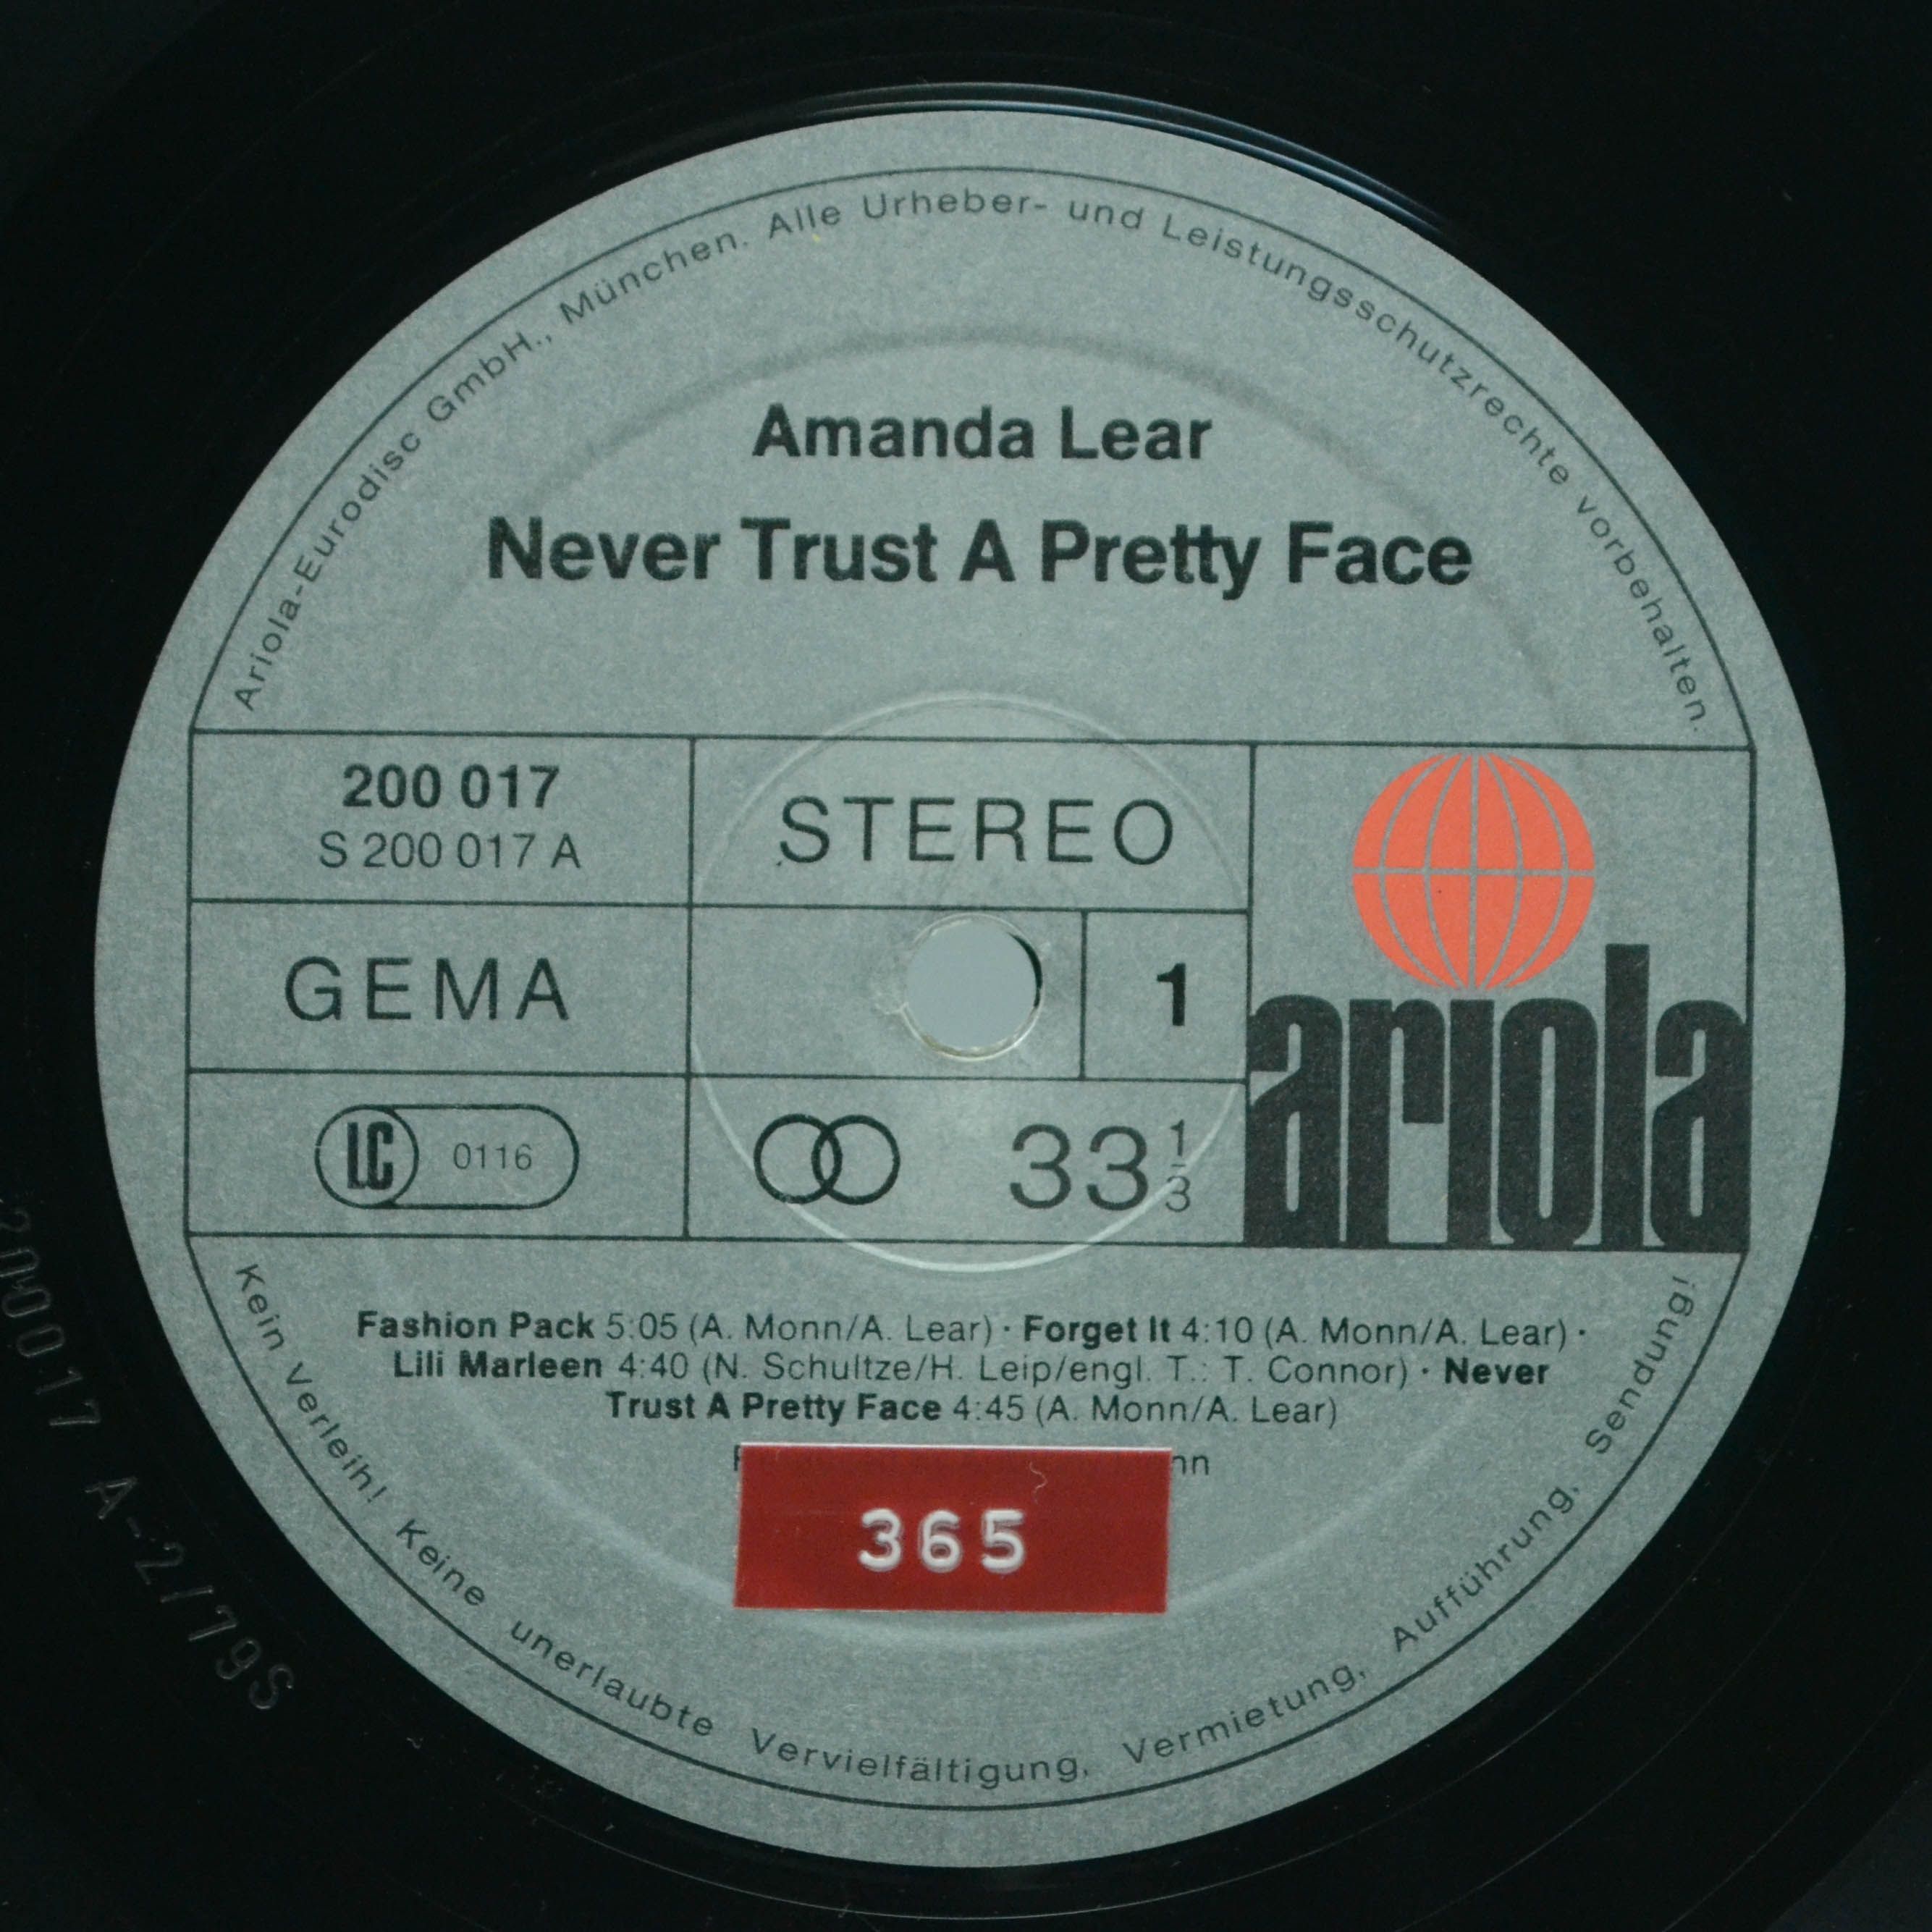 Ariola-Eurodisc GmbH., München. Alle Urheber- und Leistungsschutzrechte vorbehalten.
Amanda Lear
Never Trust A Pretty Face
200 017
S 200 017 A
STEREO
GEMA
1
ariola
LC 0116
33 1/3
Fashion Pack 5:05 (A. Monn/A. Lear) · Forget It 4:10 (A. Monn/A. Lear) ·
Lili Marleen 4:40 (N. Schultze/H. Leip/engl. T.: T. Connor) · Never
Trust A Pretty Face 4:45 (A. Monn/A. Lear)
365
Kein Verleih! Keine unerlaubte Vervielfältigung, Vermietung, Aufführung, Sendung!
200017 A-2/79S